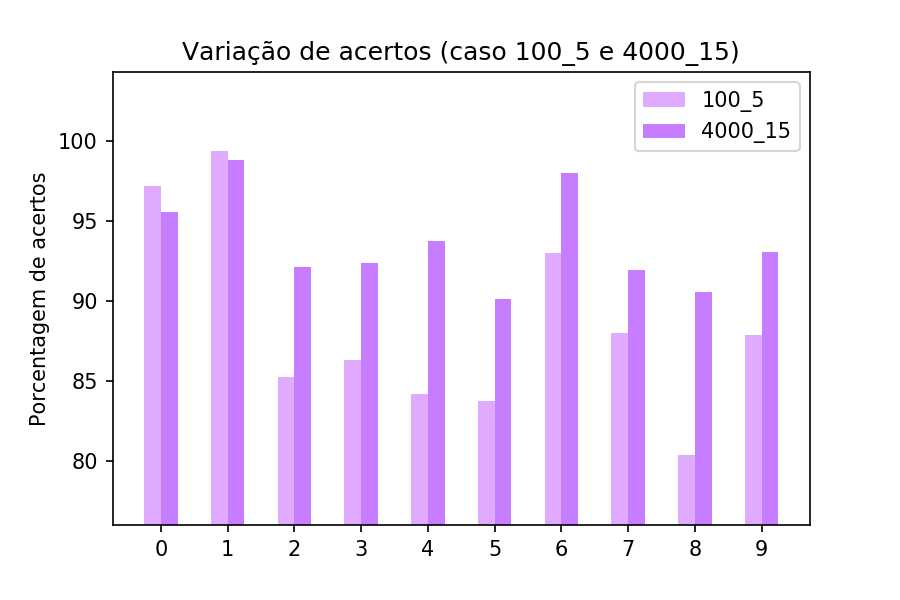 Variação de acertos (caso 100_5 e 4000_15)
100_5
4000_15
Porcentagem de acertos
100
95
90
85
80
0 1 2 3 4 5 6 7 8 9